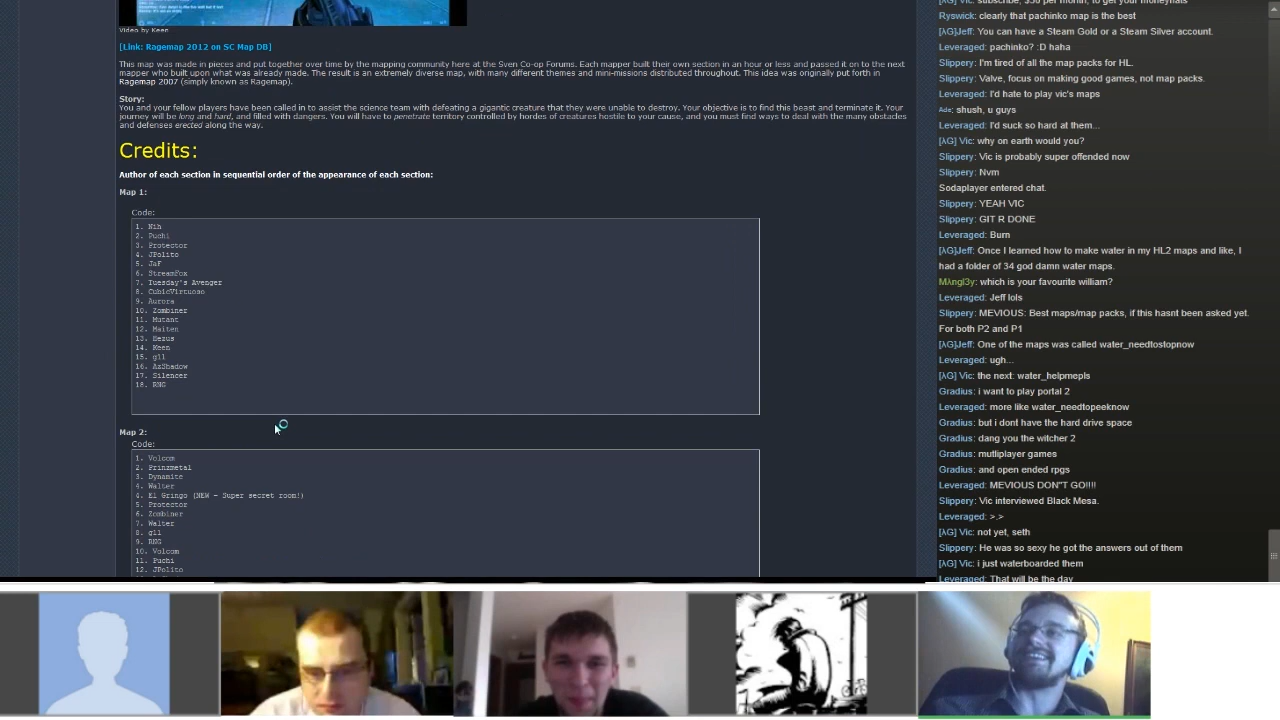 Video by Keen
[Link: Ragemap 2012 on SC Map DB]
This map was made in pieces and put together over time by the mapping community here at the Sven Co-op Forums. Each mapper built their own section in an hour or less and passed it on to the next
mapper who built upon what was already made. The result is an extremely diverse map, with many different themes and mini-missions distributed throughout. This idea was originally put forth in
Ragemap 2007 (simply known as Ragemap).
Story:
You and your fellow players have been called in to assist the science team with defeating a gigantic creature that they were unable to destroy. Your objective is to find this beast and terminate it. Your
journey will be long and hard, and filled with dangers. You will have to penetrate territory controlled by hordes of creatures hostile to your cause, and you must find ways to deal with the many obstacles
and defenses erected along the way.
Credits:
Author of each section in sequential order of the appearance of each section:
Map 1:
Code:
1. Nih
2. Puchi
3. Protector
4. JPolito
5. JaF
6. StreamFox
7. Tuesday's Avenger
8. CubicVirtuoso
9. Aurora
10. Zombiner
11. Mutant
12. Maiten
13. Hezus
14. Keen
15. g1l
16. AzShadow
17. Silencer
18. RNG
Map 2:
Code:
1. Volcom
2. Prinzmetal
3. Dynamite
4. Walter
4. El Gringo (NEW - Super secret room!)
5. Protector
6. Zombiner
7. Walter
8. g1l
9. RNG
10. Volcom
11. Puchi
12. JPolito
Ryswick: clearly that pachinko map is the best
[λG]Jeff: You can have a Steam Gold or a Steam Silver account.
Leveraged: pachinko? :D haha
Slippery: I'm tired of all the map packs for HL.
Slippery: Valve, focus on making good games, not map packs.
Leveraged: I'd hate to play vic's maps
Ade: shush, u guys
Leveraged: I'd suck so hard at them...
[λG] Vic: why on earth would you?
Slippery: Vic is probably super offended now
Slippery: Nvm
Sodaplayer entered chat.
Slippery: YEAH VIC
Slippery: GIT R DONE
Leveraged: Burn
[λG]Jeff: Once I learned how to make water in my HL2 maps and like, I
had a folder of 34 god damn water maps.
Mλngl3y: which is your favourite william?
Leveraged: Jeff lols
Slippery: MEVIOUS: Best maps/map packs, if this hasnt been asked yet.
For both P2 and P1
[λG]Jeff: One of the maps was called water_needtostopnow
Leveraged: ugh...
[λG] Vic: the next: water_helpmepls
Gradius: i want to play portal 2
Leveraged: more like water_needtopeeknow
Gradius: but i dont have the hard drive space
Gradius: dang you the witcher 2
Gradius: mutliplayer games
Gradius: and open ended rpgs
Leveraged: MEVIOUS DON"T GO!!!!
Slippery: Vic interviewed Black Mesa.
Leveraged: >.>
[λG] Vic: not yet, seth
Slippery: He was so sexy he got the answers out of them
[λG] Vic: i just waterboarded them
Leveraged: That will be the day